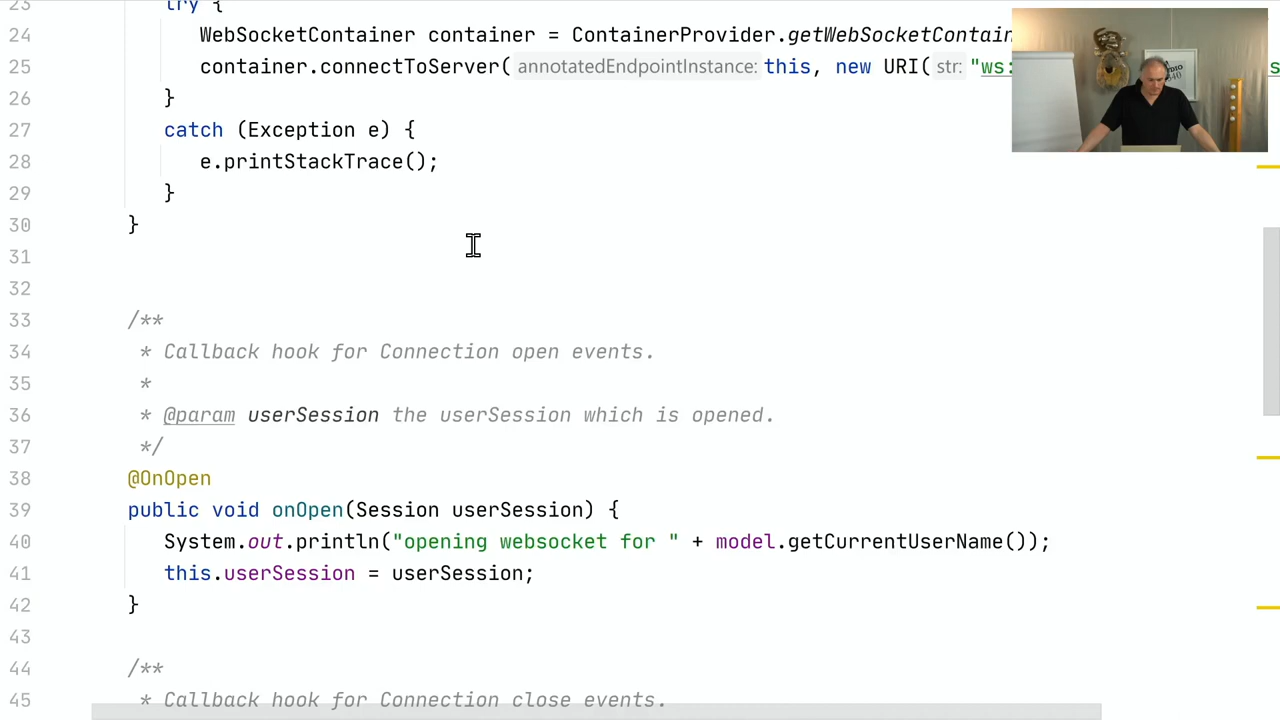 23 try {
24 WebSocketContainer container = ContainerProvider.getWebSocketContain
25 container.connectToServer( annotatedEndpointInstance: this, new URI( str: "ws: s
26 }
27 catch (Exception e) {
28 e.printStackTrace();
29 }
30 }
31
32
33 /**
34 * Callback hook for Connection open events.
35 *
36 * @param userSession the userSession which is opened.
37 */
38 @OnOpen
39 public void onOpen(Session userSession) {
40 System.out.println("opening websocket for " + model.getCurrentUserName());
41 this.userSession = userSession;
42 }
43
44 /**
45 * Callback hook for Connection close events.